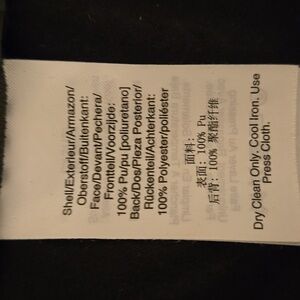 Shell/Exterieur/Armazon/
Oberstoff/Buitenkant:
Face/Devant/Pechera/
Frontteil/Voorzijde:
100% Pu/pu [poliuretano]
Back/Dos/Pieza Posterior/
Rückenteil/Achterkant:
100% Polyester/poliéster
面料:
表面: 100% Pu
后背: 100% 聚酯纤维
Dry Clean Only. Cool Iron. Use
Press Cloth.